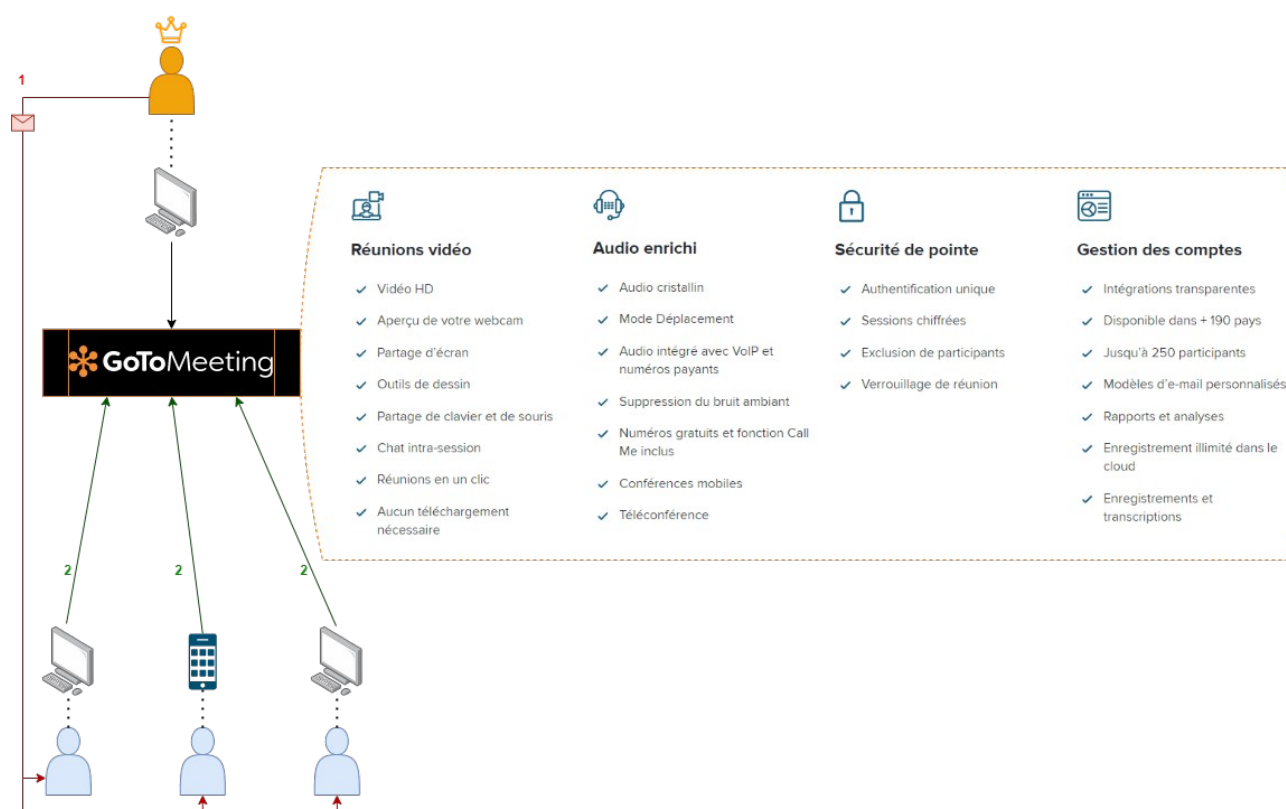 1
GoToMeeting
Réunions vidéo
Vidéo HD
Aperçu de votre webcam
Partage d'écran
Outils de dessin
Partage de clavier et de souris
Chat intra-session
Réunions en un clic
Aucun téléchargement
nécessaire
Audio enrichi
Audio cristallin
Mode Déplacement
Audio intégré avec VoIP et
numéros payants
Suppression du bruit ambiant
Numéros gratuits et fonction Call
Me inclus
Conférences mobiles
Téléconférence
Sécurité de pointe
Authentification unique
Sessions chiffrées
Exclusion de participants
Verrouillage de réunion
Gestion des comptes
Intégrations transparentes
Disponible dans + 190 pays
Jusqu'à 250 participants
Modèles d'e-mail personnalisés
Rapports et analyses
Enregistrement illimité dans le
cloud
Enregistrements et
transcriptions
2
2
2